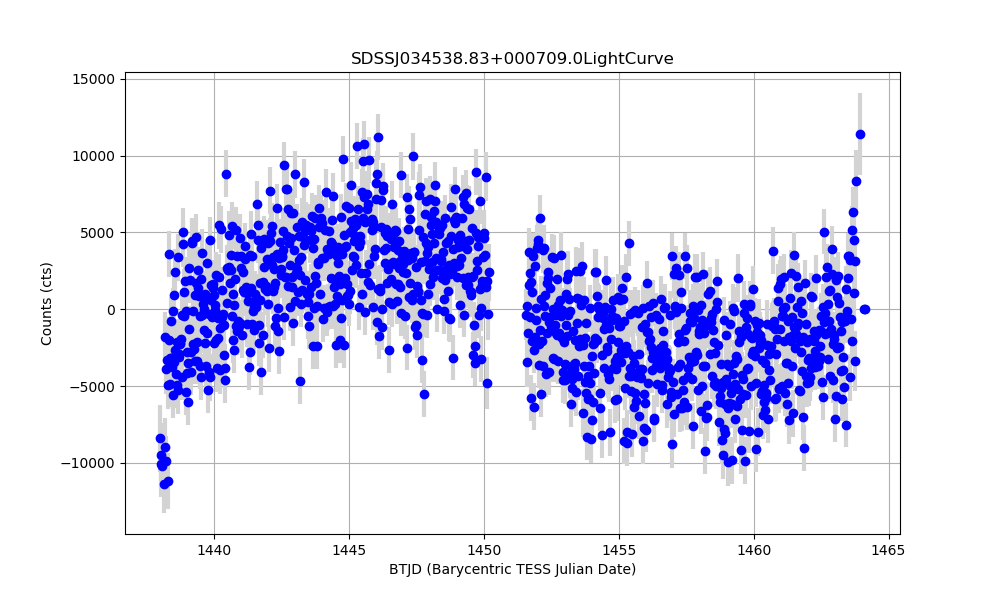 SDSSJ034538.83+000709.0LightCurve
15000
10000
5000
0
−5000
−10000
Counts (cts)
1440 1445 1450 1455 1460 1465
BTJD (Barycentric TESS Julian Date)